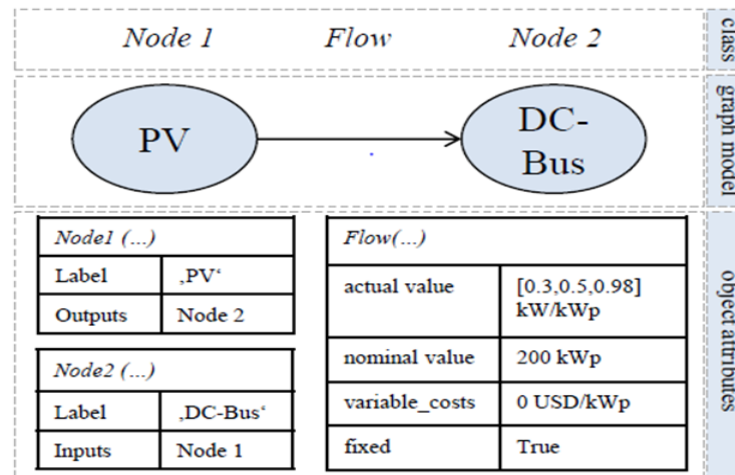 Node 1 Flow Node 2
class
PV
DC-
Bus
graph model
Node1 (...)
Label ‚PV‘
Outputs Node 2
Node2 (...)
Label ‚DC-Bus‘
Inputs Node 1
Flow(...)
actual value [0.3,0.5,0.98]
kW/kWp
nominal value 200 kWp
variable_costs 0 USD/kWp
fixed True
object attributes